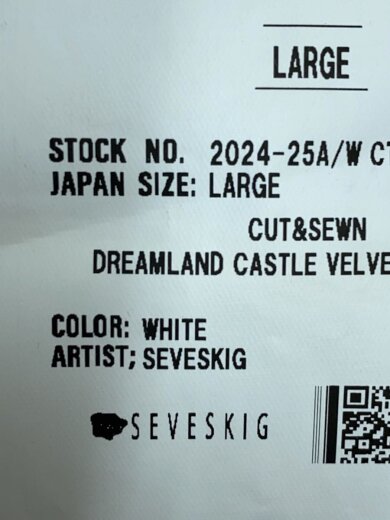 LARGE
STOCK NO. 2024-25A/W
JAPAN SIZE: LARGE
CUT&SEWN
DREAMLAND CASTLE
COLOR: WHITE
ARTIST; SEVESKIG
SEVESKIG